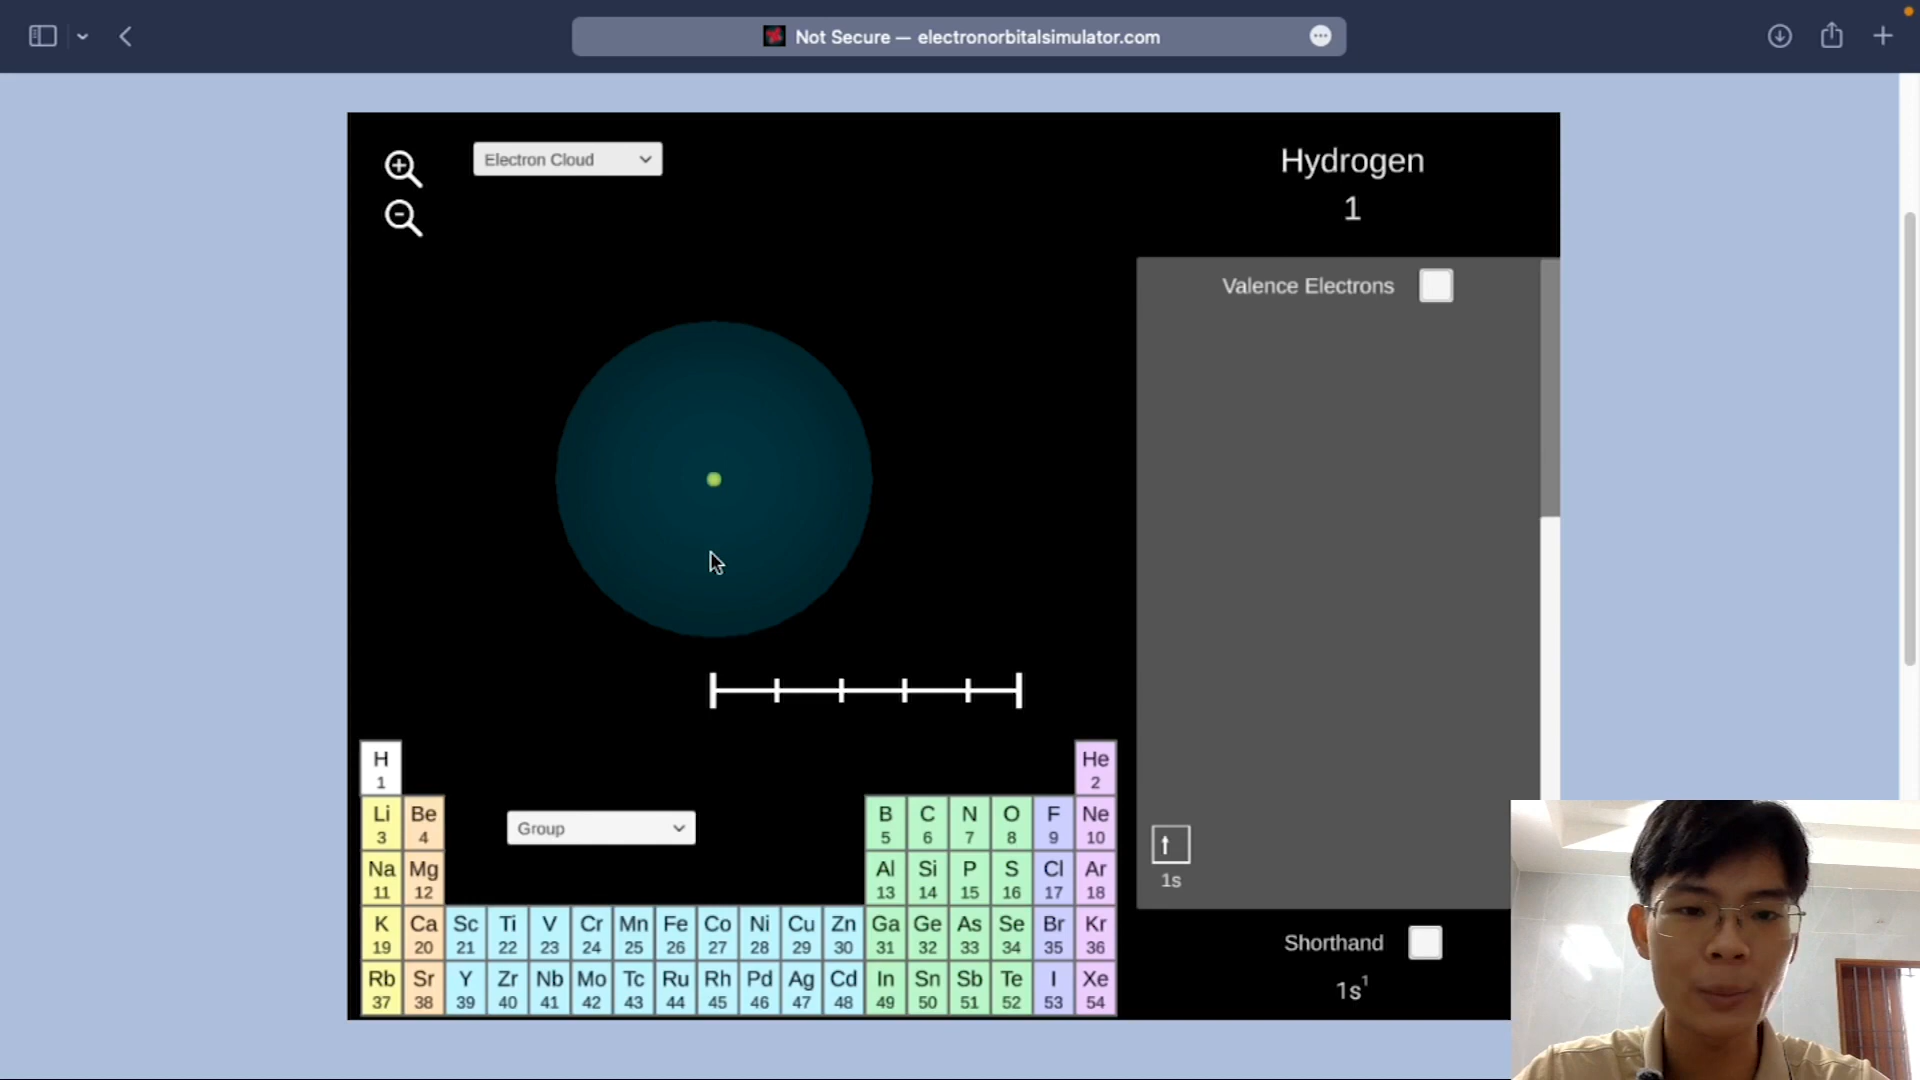 Not Secure — electronorbitalsimulator.com
Electron Cloud
Hydrogen
1
Valence Electrons
1s
H He
1 2
Group
Li Be B C N O F Ne
3 4 5 6 7 8 9 10
Na Mg Al Si P S Cl Ar
11 12 13 14 15 16 17 18
K Ca Sc Ti V Cr Mn Fe Co Ni Cu Zn Ga Ge As Se Br Kr
19 20 21 22 23 24 25 26 27 28 29 30 31 32 33 34 35 36
Rb Sr Y Zr Nb Mo Tc Ru Rh Pd Ag Cd In Sn Sb Te I Xe
37 38 39 40 41 42 43 44 45 46 47 48 49 50 51 52 53 54
Shorthand
1s¹